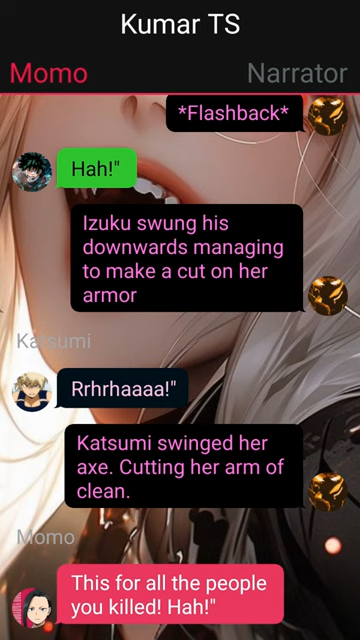 Kumar TS
Momo
Narrator
*Flashback*
Hah!"
Izuku swung his
downwards managing
to make a cut on her
armor
Katsumi
Rrhrhaaaa!"
Katsumi swinged her
axe. Cutting her arm of
clean.
Momo
This for all the people
you killed! Hah!"